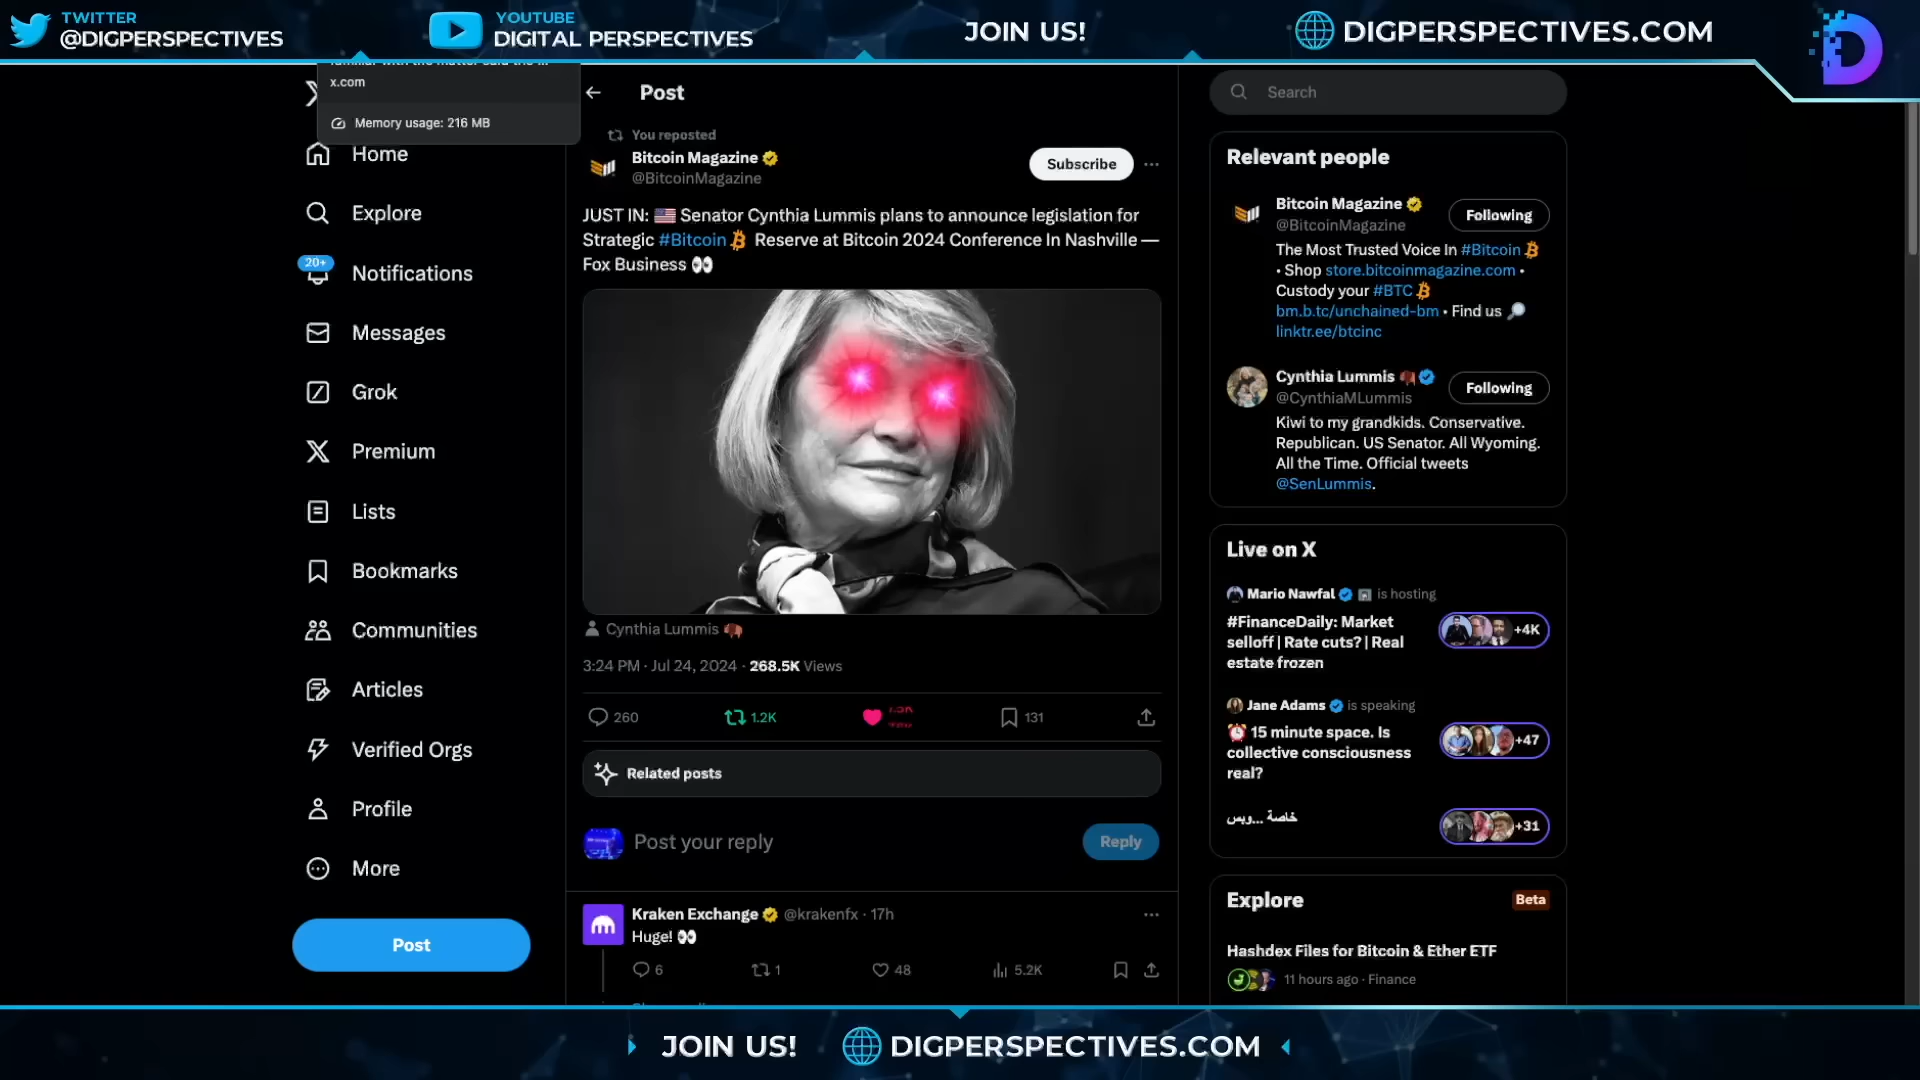 TWITTER
@DIGPERSPECTIVES
YOUTUBE
DIGITAL PERSPECTIVES
JOIN US!
DIGPERSPECTIVES.COM
x.com
Memory usage: 216 MB
Home
Explore
20+
Notifications
Messages
Grok
Premium
Lists
Bookmarks
Communities
Articles
Verified Orgs
Profile
More
Post
Post
You reposted
Bitcoin Magazine
@BitcoinMagazine
Subscribe
JUST IN: 🇺🇸 Senator Cynthia Lummis plans to announce legislation for
Strategic #Bitcoin Reserve at Bitcoin 2024 Conference In Nashville —
Fox Business 👀
Cynthia Lummis 🦬
3:24 PM · Jul 24, 2024 · 268.5K Views
260
1.2K
131
Related posts
Post your reply
Reply
Kraken Exchange @krakenfx · 17h
Huge! 👀
6
1
48
5.2K
Search
Relevant people
Bitcoin Magazine
@BitcoinMagazine
Following
The Most Trusted Voice In #Bitcoin
• Shop store.bitcoinmagazine.com •
Custody your #BTC
bm.b.tc/unchained-bm • Find us 🔎
linktr.ee/btcinc
Cynthia Lummis 🦬
@CynthiaMLummis
Following
Kiwi to my grandkids. Conservative.
Republican. US Senator. All Wyoming.
All the Time. Official tweets
@SenLummis.
Live on X
Mario Nawfal is hosting
#FinanceDaily: Market
selloff | Rate cuts? | Real
estate frozen
+4K
Jane Adams is speaking
⏰ 15 minute space. Is
collective consciousness
real?
+47
خاصة ...وبس
+31
Explore
Beta
Hashdex Files for Bitcoin & Ether ETF
11 hours ago · Finance
JOIN US!
DIGPERSPECTIVES.COM